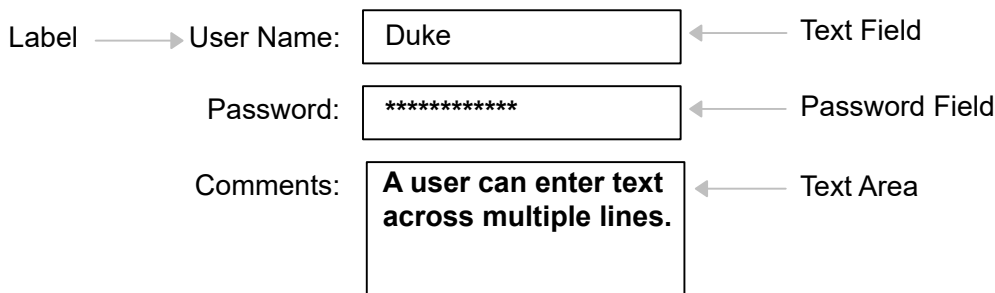 Label User Name: Duke Text Field
Password: ************ Password Field
Comments: A user can enter text Text Area
across multiple lines.